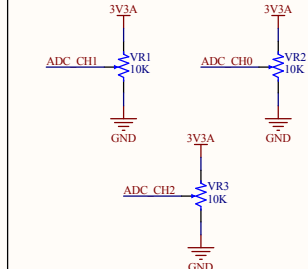 3V3A
3V3A
ADC_CH1
VR1
10K
ADC_CH0
VR2
10K
GND
GND
3V3A
ADC_CH2
VR3
10K
GND